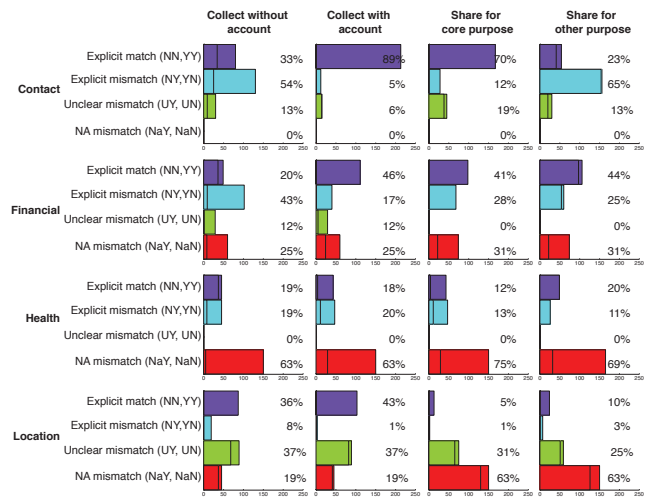 Collect without account Collect with account Share for core purpose Share for other purpose
Contact
Explicit match (NN,YY) 33% 89% 70% 23%
Explicit mismatch (NY,YN) 54% 5% 12% 65%
Unclear mismatch (UY, UN) 13% 6% 19% 13%
NA mismatch (NaY, NaN) 0% 0% 0% 0%
0 50 100 150 200 250 0 50 100 150 200 250 0 50 100 150 200 250 0 50 100 150 200 250
Financial
Explicit match (NN,YY) 20% 46% 41% 44%
Explicit mismatch (NY,YN) 43% 17% 28% 25%
Unclear mismatch (UY, UN) 12% 12% 0% 0%
NA mismatch (NaY, NaN) 25% 25% 31% 31%
0 50 100 150 200 250 0 50 100 150 200 250 0 50 100 150 200 250 0 50 100 150 200 250
Health
Explicit match (NN,YY) 19% 18% 12% 20%
Explicit mismatch (NY,YN) 19% 20% 13% 11%
Unclear mismatch (UY, UN) 0% 0% 0% 0%
NA mismatch (NaY, NaN) 63% 63% 75% 69%
0 50 100 150 200 250 0 50 100 150 200 250 0 50 100 150 200 250 0 50 100 150 200 250
Location
Explicit match (NN,YY) 36% 43% 5% 10%
Explicit mismatch (NY,YN) 8% 1% 1% 3%
Unclear mismatch (UY, UN) 37% 37% 31% 25%
NA mismatch (NaY, NaN) 19% 19% 63% 63%
0 50 100 150 200 250 0 50 100 150 200 250 0 50 100 150 200 250 0 50 100 150 200 250